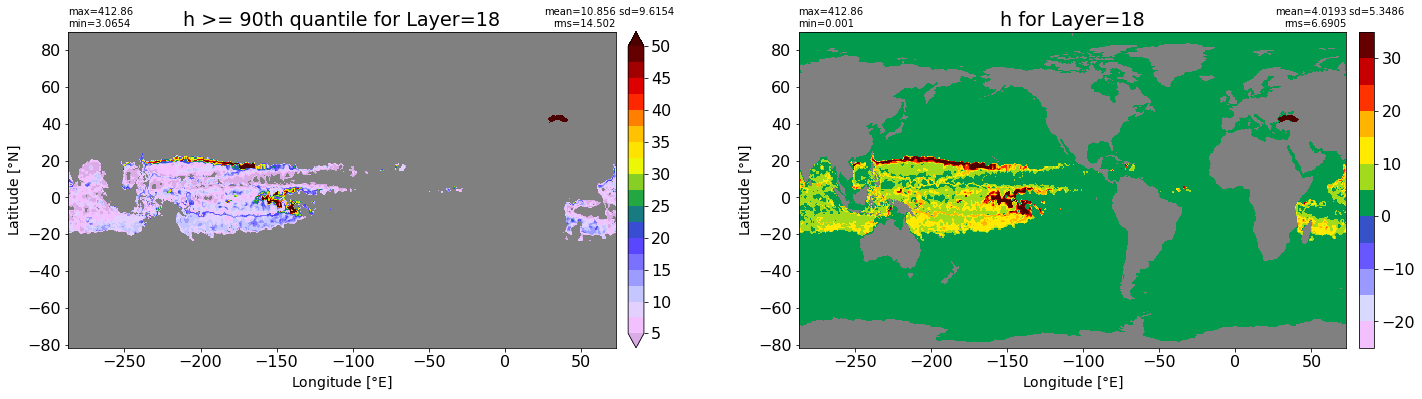 max=412.86
min=3.0654
h >= 90th quantile for Layer=18
mean=10.856 sd=9.6154
rms=14.502
80
60
40
20
0
−20
−40
−60
−80
Latitude [°N]
−250 −200 −150 −100 −50 0 50
Longitude [°E]
50
45
40
35
30
25
20
15
10
5
max=412.86
min=0.001
h for Layer=18
mean=4.0193 sd=5.3486
rms=6.6905
80
60
40
20
0
−20
−40
−60
−80
Latitude [°N]
−250 −200 −150 −100 −50 0 50
Longitude [°E]
30
20
10
0
−10
−20